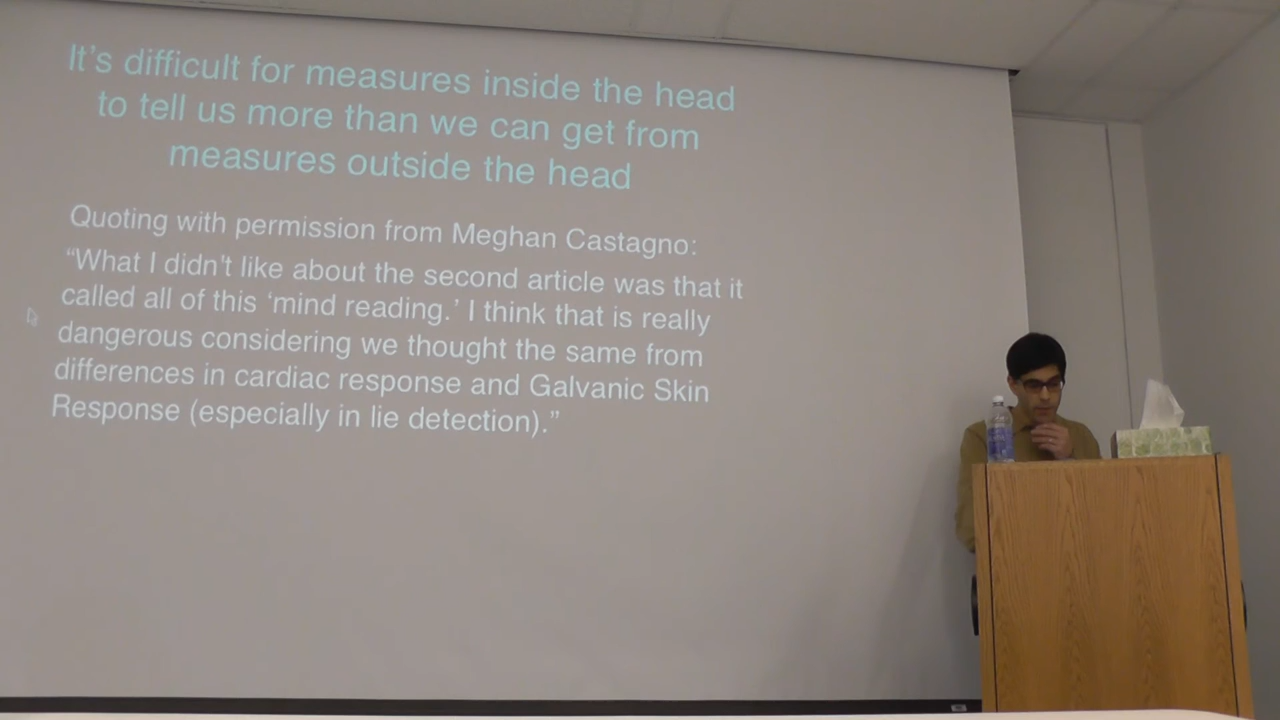 It's difficult for measures inside the head
to tell us more than we can get from
measures outside the head
Quoting with permission from Meghan Castagno:
“What I didn't like about the second article was that it
called all of this ‘mind reading.’ I think that is really
dangerous considering we thought the same from
differences in cardiac response and Galvanic Skin
Response (especially in lie detection).”